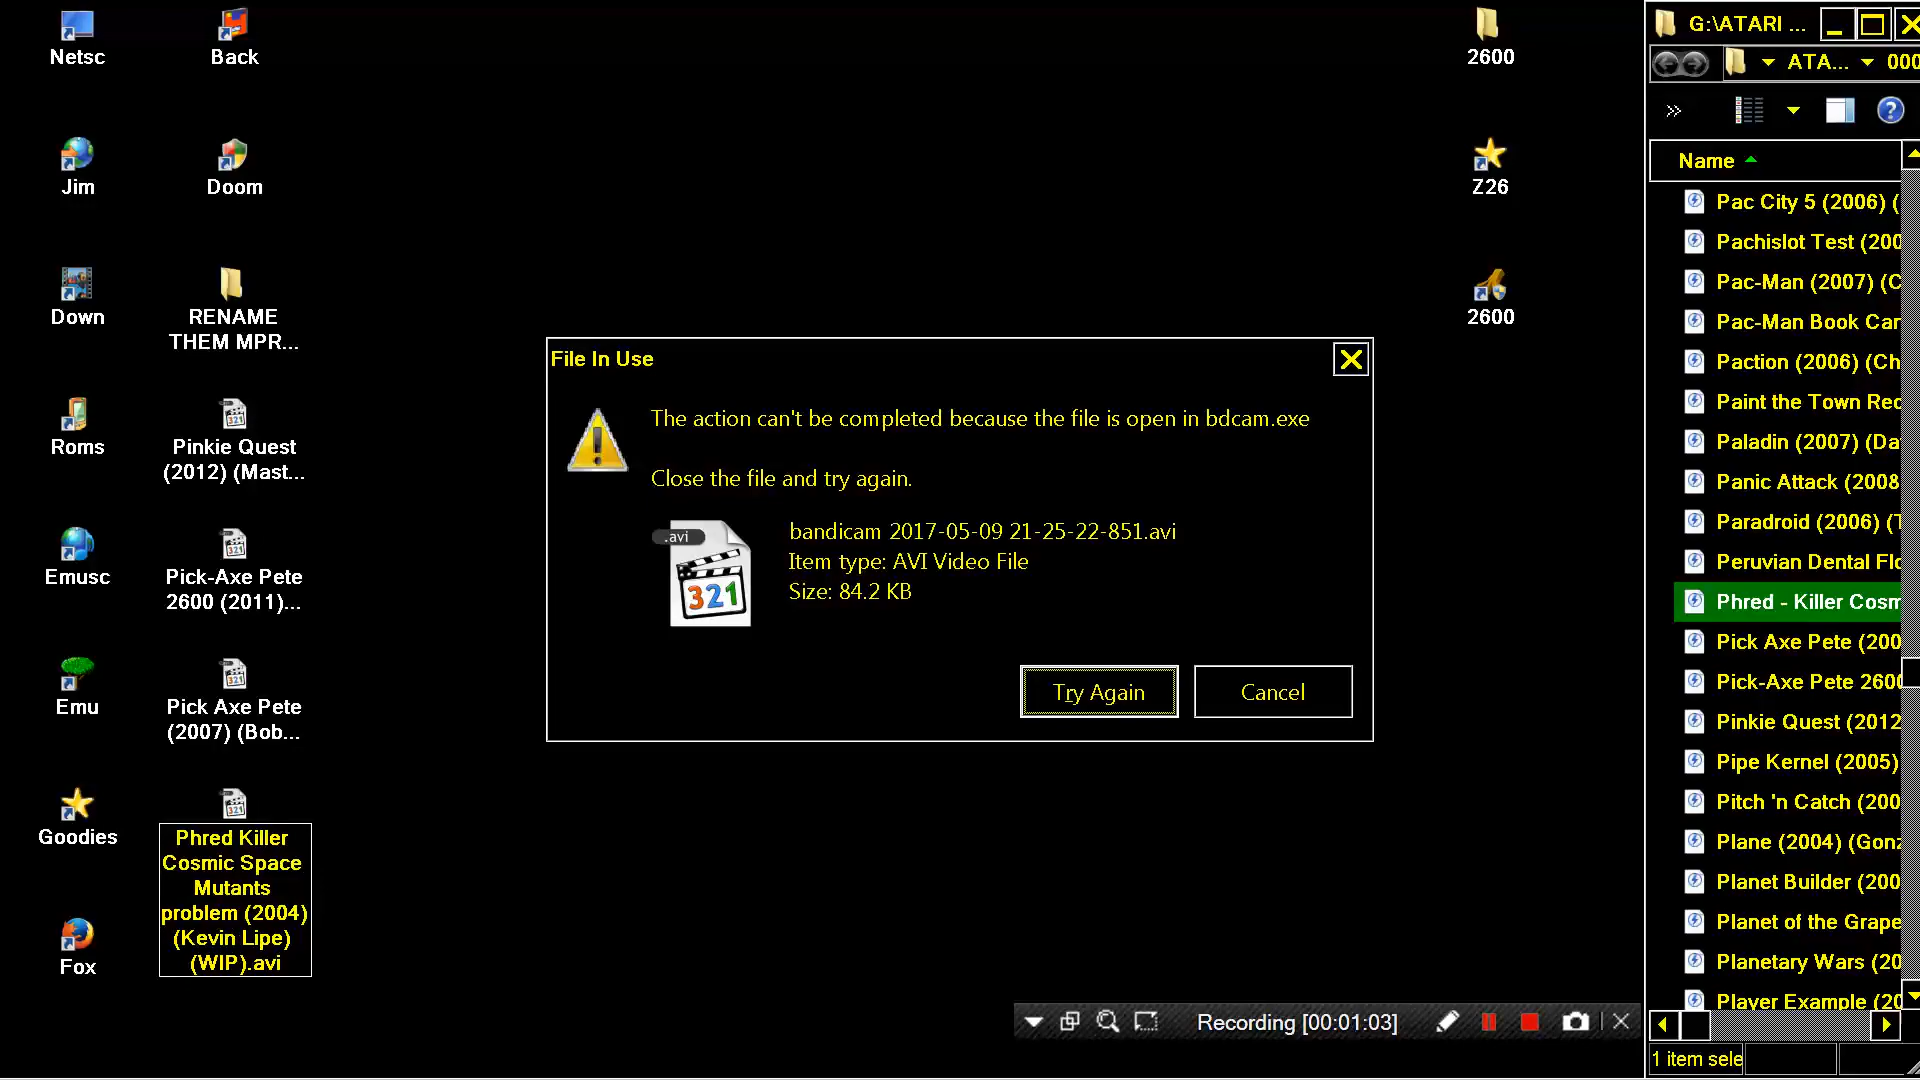 Netsc
Back
2600
Jim
Doom
Z26
Down
RENAME
THEM MPR...
2600
Roms
Pinkie Quest
(2012) (Mast...
Emusc
Pick-Axe Pete
2600 (2011)...
Emu
Pick Axe Pete
(2007) (Bob...
Goodies
Phred Killer
Cosmic Space
Mutants
problem (2004)
(Kevin Lipe)
(WIP).avi
Fox
File In Use
The action can't be completed because the file is open in bdcam.exe
Close the file and try again.
.avi
321
bandicam 2017-05-09 21-25-22-851.avi
Item type: AVI Video File
Size: 84.2 KB
Try Again
Cancel
Recording [00:01:03]
G:\ATARI ...
ATA... 000
Name
Pac City 5 (2006) (
Pachislot Test (200
Pac-Man (2007) (C
Pac-Man Book Car
Paction (2006) (Ch
Paint the Town Red
Paladin (2007) (Da
Panic Attack (2008
Paradroid (2006) (T
Peruvian Dental Flo
Phred - Killer Cosm
Pick Axe Pete (200
Pick-Axe Pete 2600
Pinkie Quest (2012
Pipe Kernel (2005)
Pitch 'n Catch (200
Plane (2004) (Gonz
Planet Builder (200
Planet of the Grape
Planetary Wars (20
Player Example (20
1 item sele